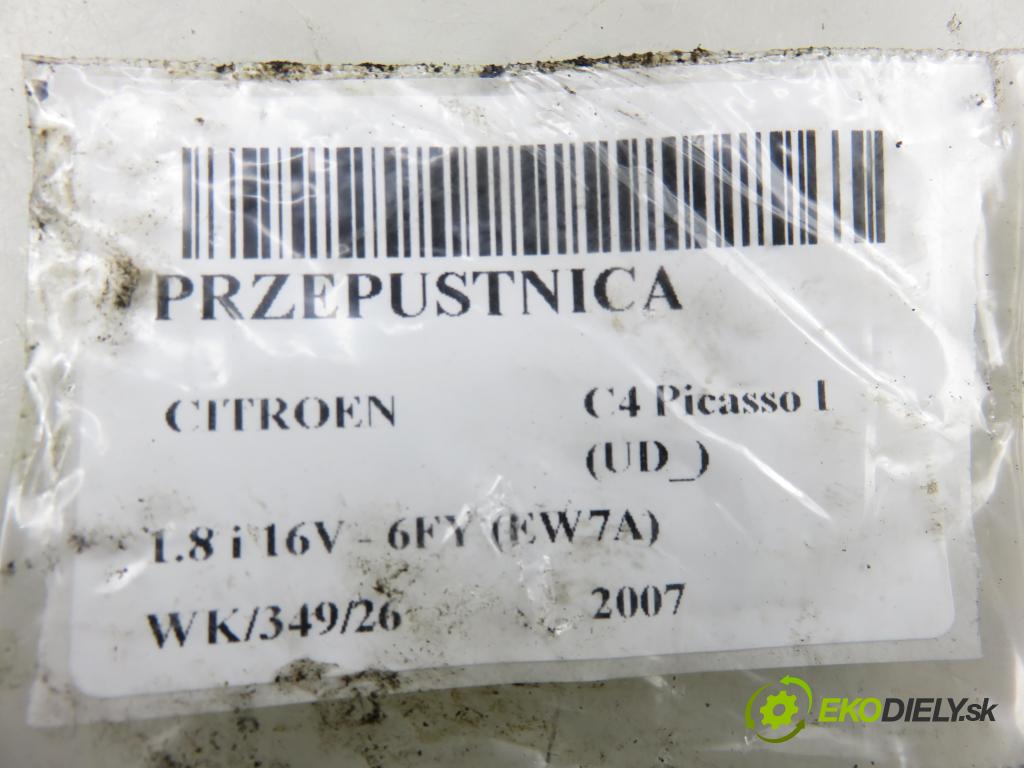 PRZEPUSTNICA
CITROEN C4 Picasso I
(UD_)
1.8 i 16V - 6FY (EW7A)
WK/349/26 2007
EKODIELY.sk